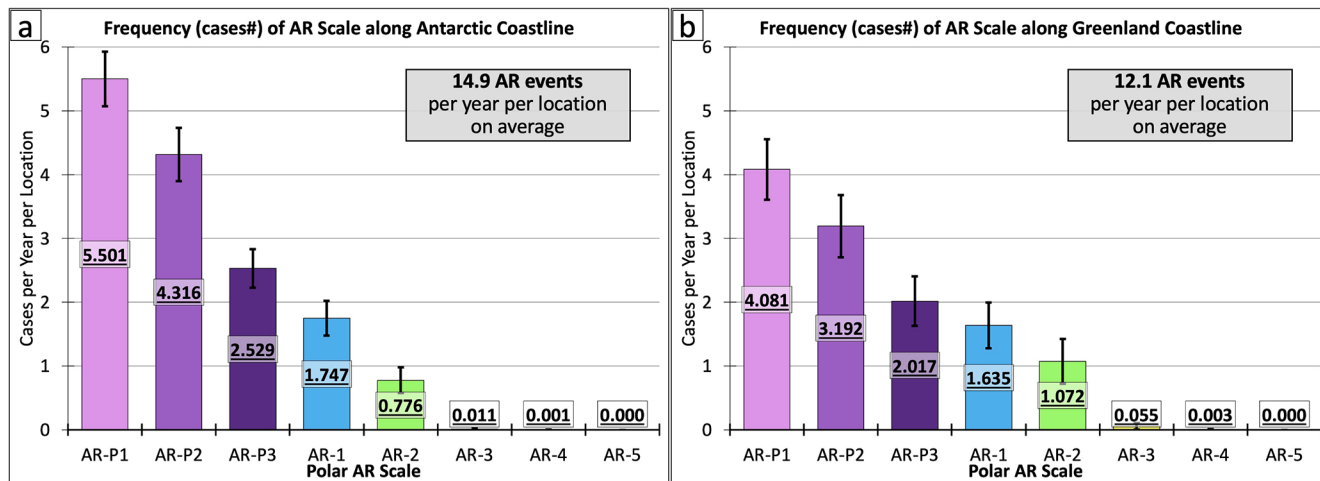 a
Frequency (cases#) of AR Scale along Antarctic Coastline
Cases per Year per Location
6
5
4
3
2
1
0
14.9 AR events
per year per location
on average
5.501
4.316
2.529
1.747
0.776
0.011
0.001
0.000
AR-P1
AR-P2
AR-P3
AR-1
AR-2
AR-3
AR-4
AR-5
Polar AR Scale
b
Frequency (cases#) of AR Scale along Greenland Coastline
Cases per Year per Location
6
5
4
3
2
1
0
12.1 AR events
per year per location
on average
4.081
3.192
2.017
1.635
1.072
0.055
0.003
0.000
AR-P1
AR-P2
AR-P3
AR-1
AR-2
AR-3
AR-4
AR-5
Polar AR Scale